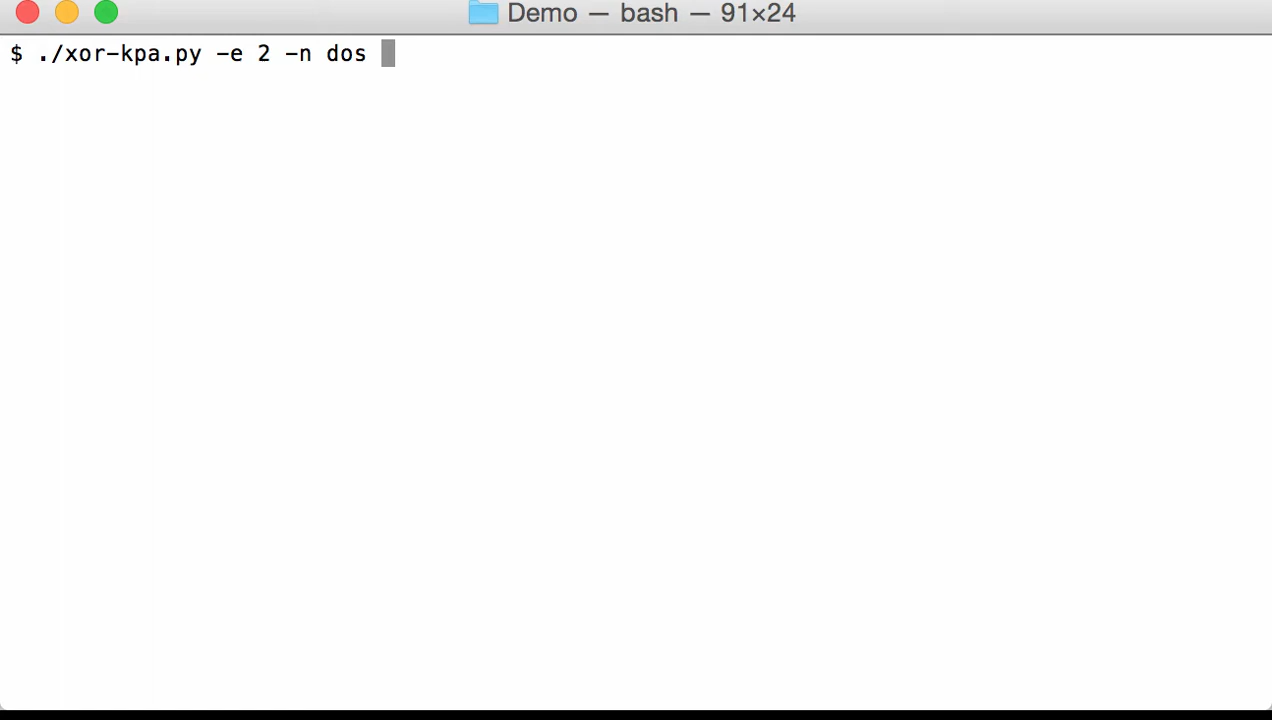 Demo — bash — 91×24
$ ./xor-kpa.py -e 2 -n dos